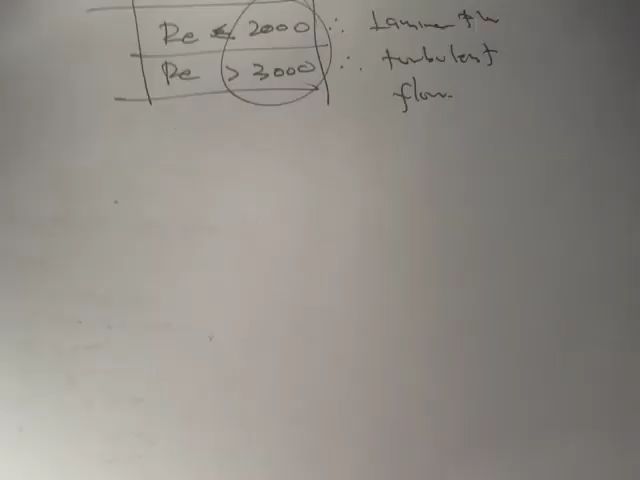 Re < 2000 ∴ Laminar flow
Re > 3000 ∴ turbulent
flow.